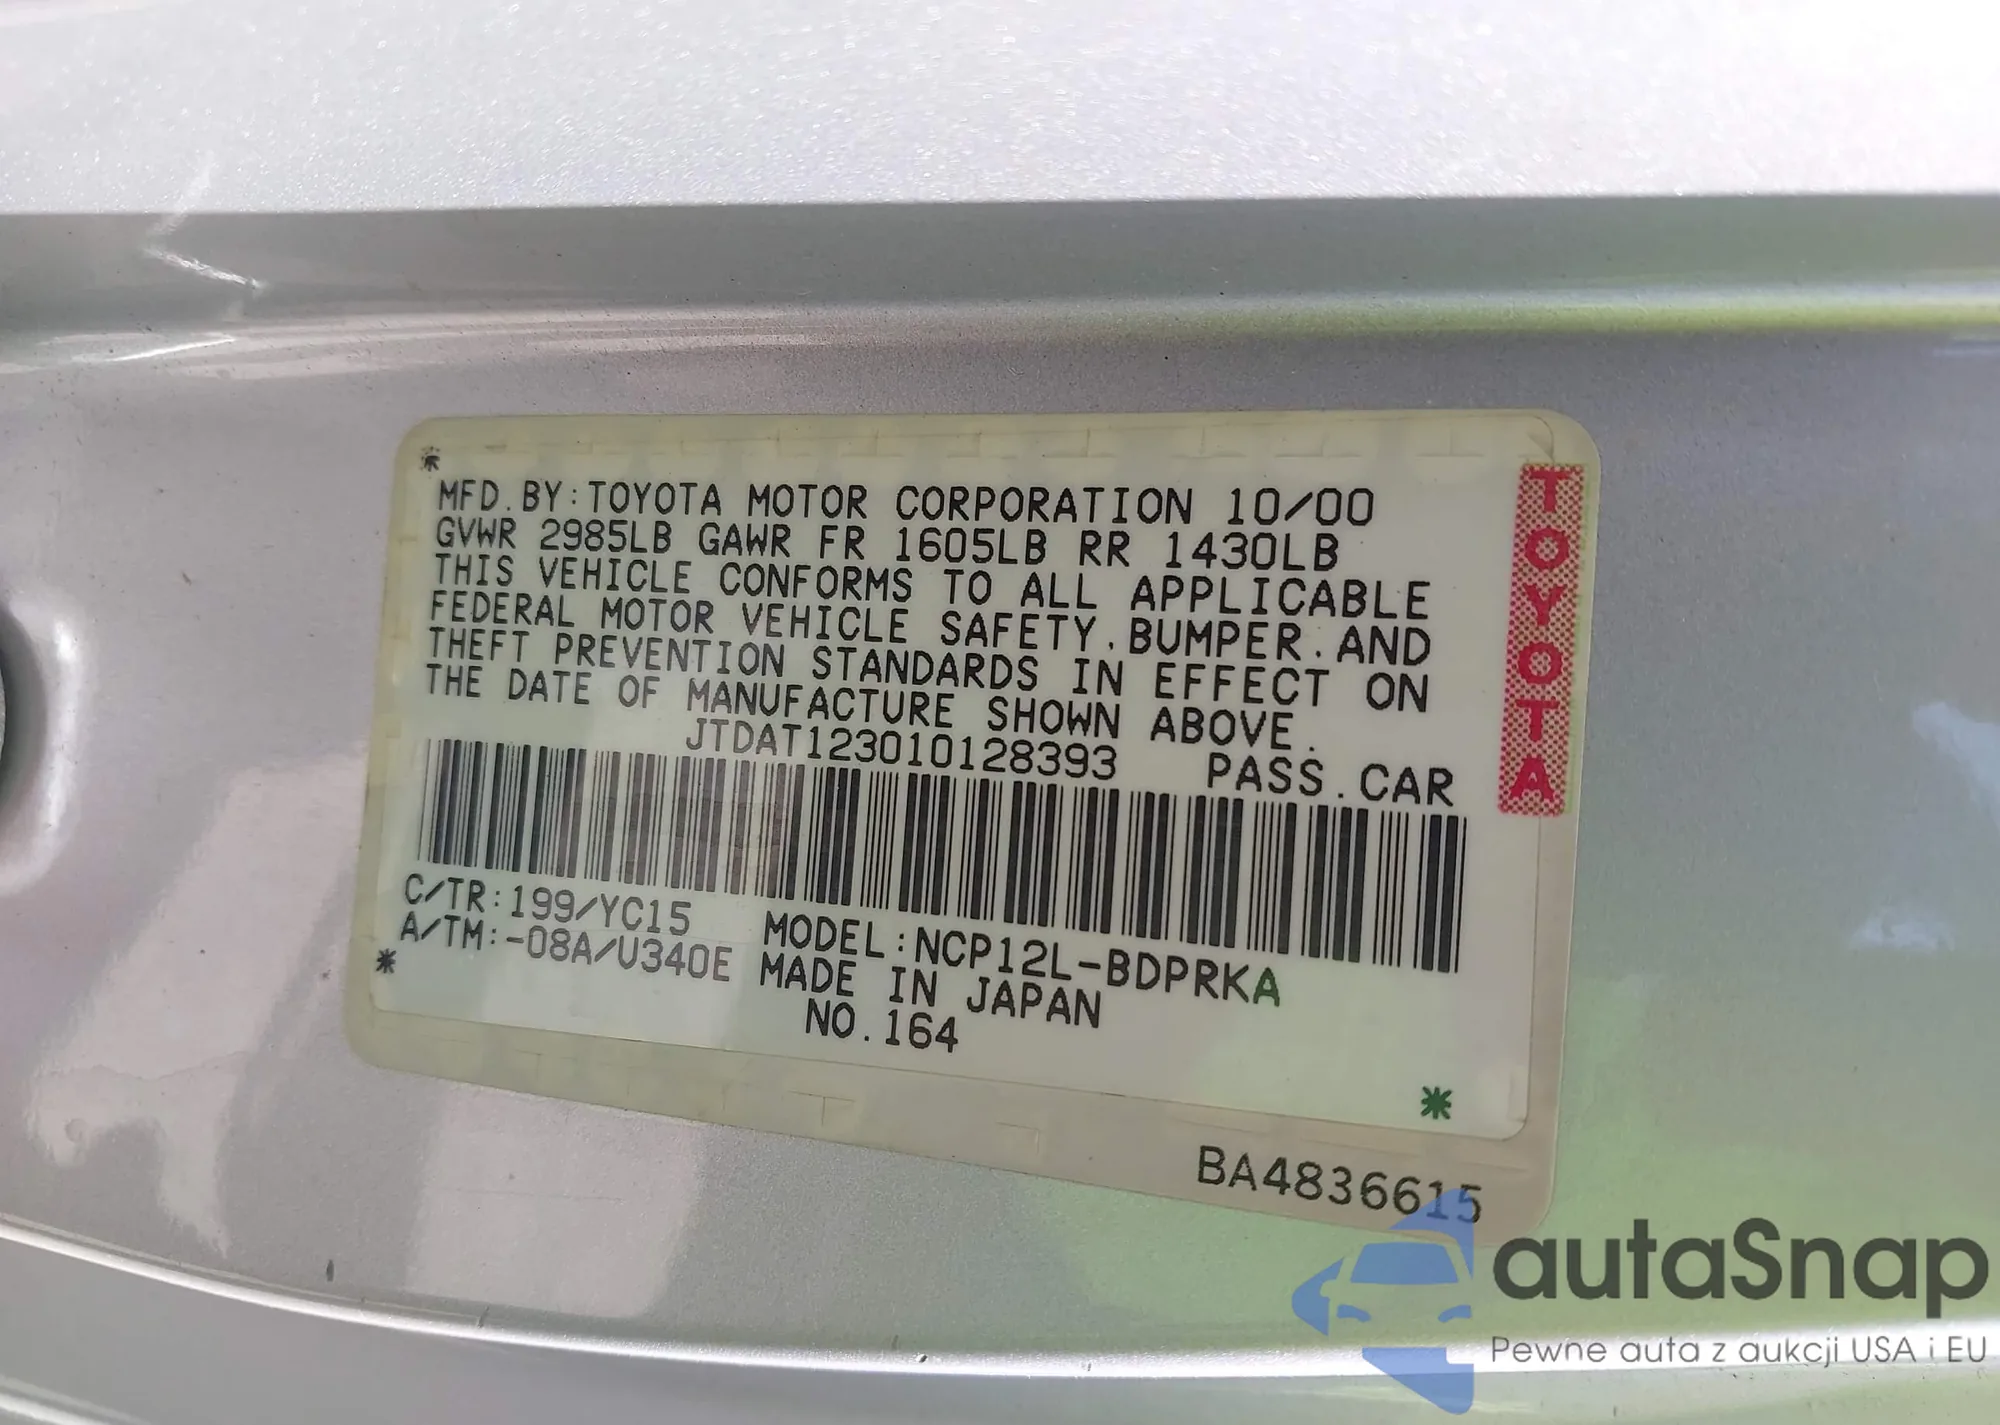 MFD. BY: TOYOTA MOTOR CORPORATION 10/00
GVWR 2985LB GAWR FR 1605LB RR 1430LB
THIS VEHICLE CONFORMS TO ALL APPLICABLE
FEDERAL MOTOR VEHICLE SAFETY. BUMPER. AND
THEFT PREVENTION STANDARDS IN EFFECT ON
THE DATE OF MANUFACTURE SHOWN ABOVE.
JTDAT123010128393 PASS. CAR
C/TR: 199/YC15 MODEL: NCP12L-BDPRKA
A/TM: -08A/U340E MADE IN JAPAN
NO. 164
TOYOTA
BA4836615
autaSnap
Pewne auta z aukcji USA i EU